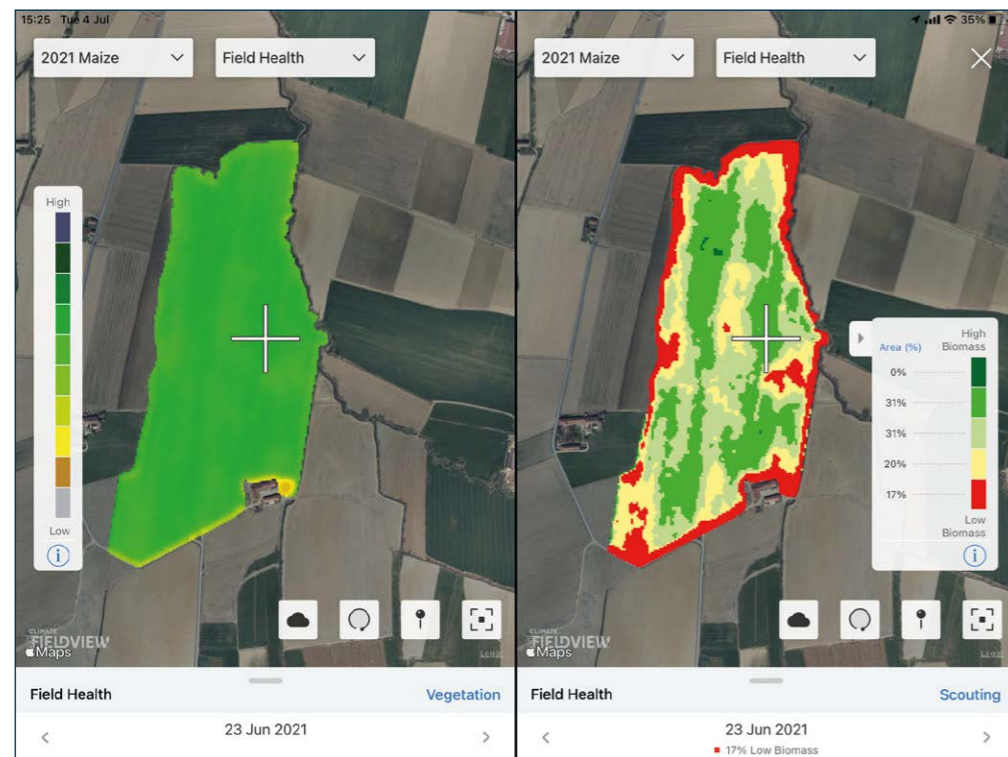 15:25 Tue 4 Jul
2021 Maize
Field Health
High
Low
CLIMATE
FIELDVIEW
Maps
Legal
Field Health
Vegetation
23 Jun 2021
35%
2021 Maize
Field Health
Area (%)
High
Biomass
0%
31%
31%
20%
17%
Low
Biomass
CLIMATE
FIELDVIEW
Maps
Legal
Field Health
Scouting
23 Jun 2021
17% Low Biomass